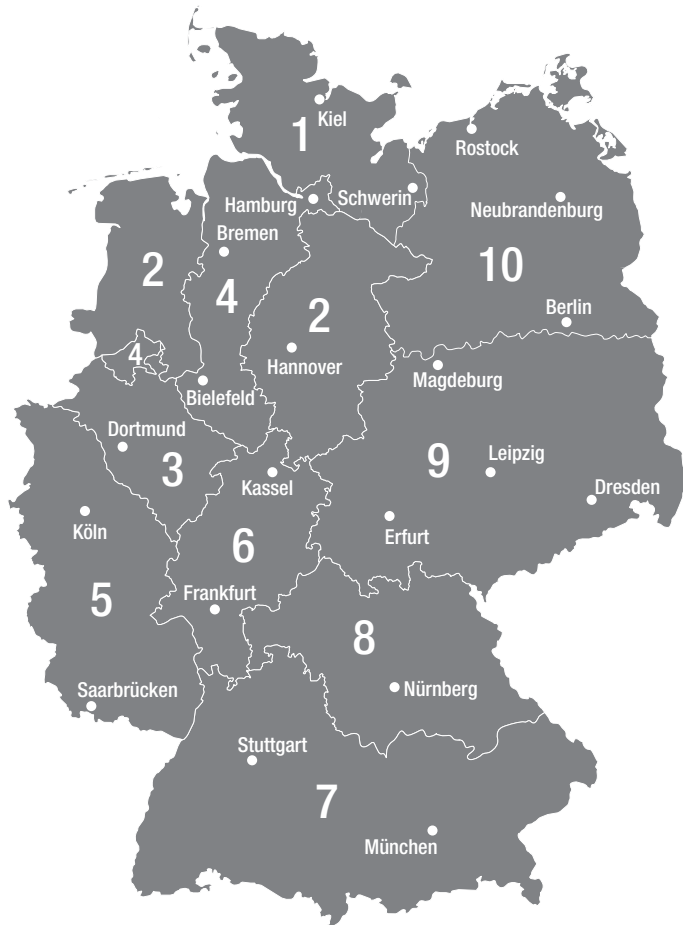 Kiel
1
Rostock
Schwerin
Hamburg
Neubrandenburg
Bremen
2
4
10
2
Berlin
4
Hannover
Magdeburg
Bielefeld
Dortmund
3
Kassel
9
Leipzig
Dresden
Köln
6
Erfurt
5
Frankfurt
8
Saarbrücken
Nürnberg
Stuttgart
7
München